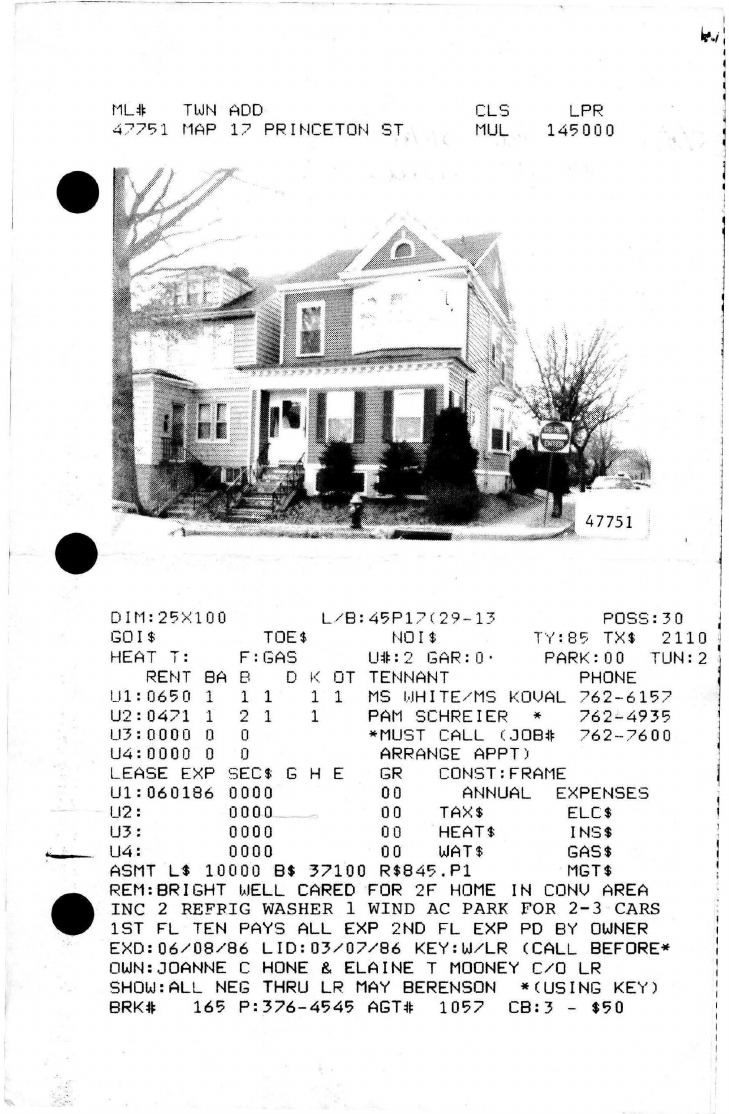 ML#   TWN ADD                    CLS     LPR
47751 MAP 17 PRINCETON ST        MUL   145000
47751
DIM:25X100          L/B:45P17(29-13          POSS:30
GOI$          TOE$        NOI$         TY:85 TX$  2110
HEAT T:     F:GAS         U#:2 GAR:0·    PARK:00  TUN:2
RENT BA B    D K OT TENNANT              PHONE
U1:0650 1  1 1   1 1  MS WHITE/MS KOVAL 762-6157
U2:0471 1  2 1   1    PAM SCHREIER  *   762-4935
U3:0000 0  0          *MUST CALL (JOB#  762-7600
U4:0000 0  0           ARRANGE APPT)
LEASE EXP SEC$ G H E   GR    CONST:FRAME
U1:060186 0000         00      ANNUAL  EXPENSES
U2:       0000         00    TAX$       ELC$
U3:       0000         00    HEAT$      INS$
U4:       0000         00    WAT$       GAS$
ASMT L$ 10000 B$ 37100 R$845.P1         MGT$
REM:BRIGHT WELL CARED FOR 2F HOME IN CONV AREA
INC 2 REFRIG WASHER 1 WIND AC PARK FOR 2-3 CARS
1ST FL TEN PAYS ALL EXP 2ND FL EXP PD BY OWNER
EXD:06/08/86 LID:03/07/86 KEY:W/LR (CALL BEFORE*
OWN:JOANNE C HONE & ELAINE T MOONEY C/O LR
SHOW:ALL NEG THRU LR MAY BERENSON  *(USING KEY)
BRK#   165 P:376-4545 AGT#  1057  CB:3 - $50